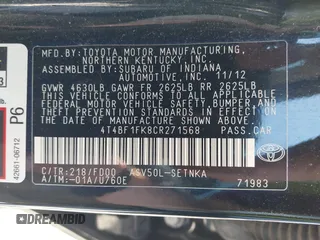 MFD. BY: TOYOTA MOTOR MANUFACTURING,
NORTHERN KENTUCKY, INC.
ASSEMBLED BY: SUBARU OF INDIANA
AUTOMOTIVE, INC. 11/12
GVWR 4630LB GAWR FR 2625LB RR 2625LB
THIS VEHICLE CONFORMS TO ALL APPLICABLE
FEDERAL MOTOR VEHICLE SAFETY, BUMPER, AND
THEFT PREVENTION STANDARDS IN EFFECT ON
THE DATE OF MANUFACTURE SHOWN ABOVE.
4T4BF1FK8CR271568 PASS.CAR
C/TR: 218/FD00 ASV50L-SETNKA
A/TM: -01A/U760E 71983
TOYOTA
P6
42661-06712